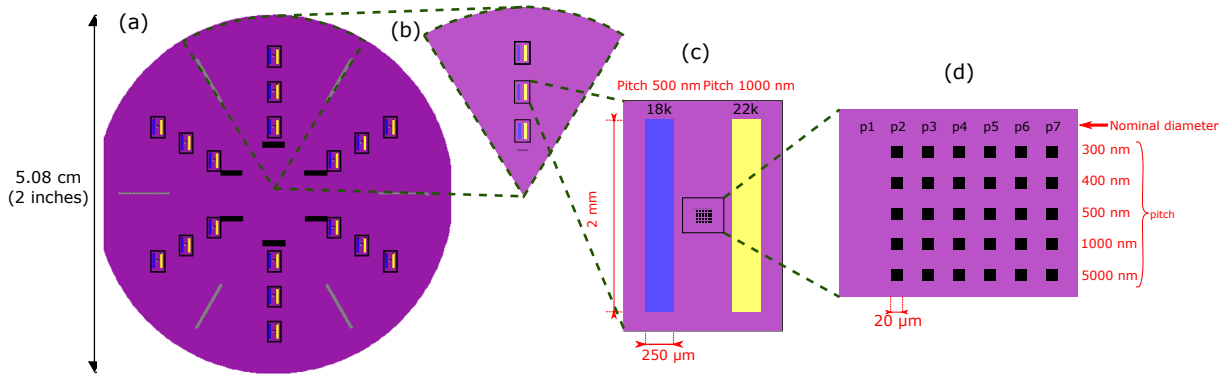 (a)
5.08 cm
(2 inches)
(b)
(c)
Pitch 500 nm Pitch 1000 nm
18k 22k
2 mm
250 µm
(d)
p1 p2 p3 p4 p5 p6 p7 Nominal diameter
300 nm
400 nm
500 nm
pitch
1000 nm
5000 nm
20 µm